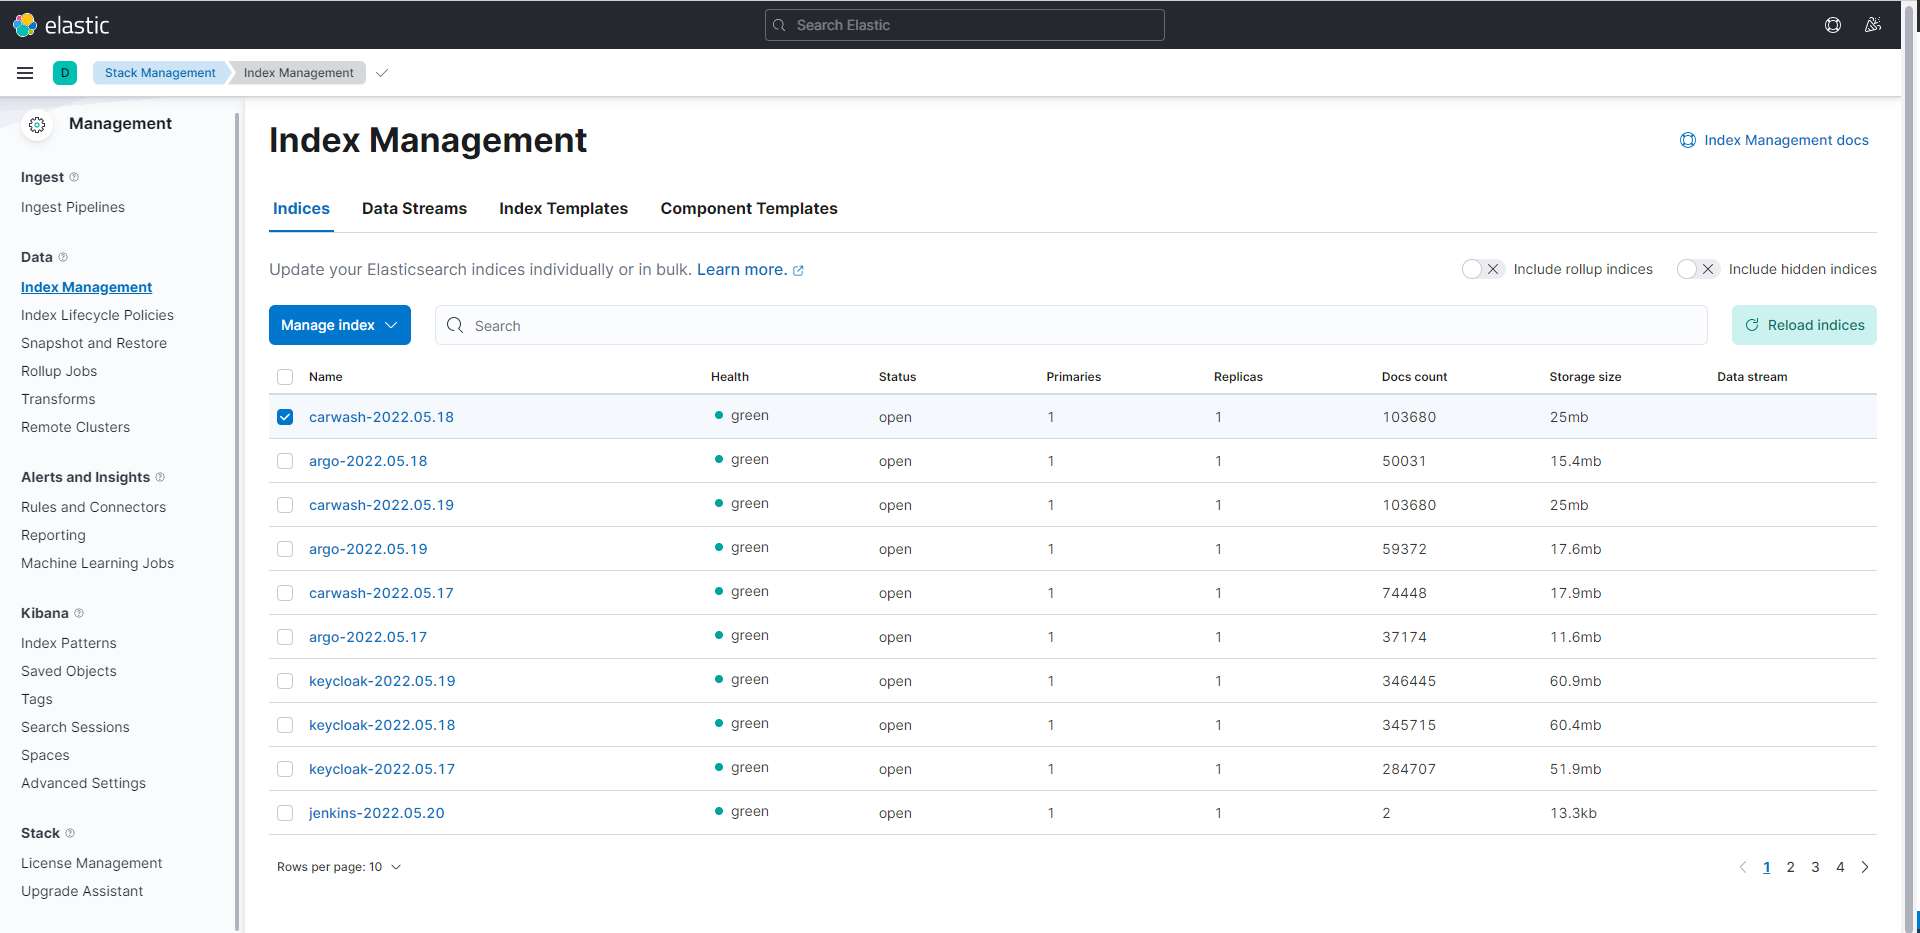 elastic
Search Elastic
D
Stack Management
Index Management
Management
Ingest
Ingest Pipelines
Data
Index Management
Index Lifecycle Policies
Snapshot and Restore
Rollup Jobs
Transforms
Remote Clusters
Alerts and Insights
Rules and Connectors
Reporting
Machine Learning Jobs
Kibana
Index Patterns
Saved Objects
Tags
Search Sessions
Spaces
Advanced Settings
Stack
License Management
Upgrade Assistant
Index Management
Index Management docs
Indices Data Streams Index Templates Component Templates
Update your Elasticsearch indices individually or in bulk. Learn more.
Include rollup indices Include hidden indices
Manage index Search Reload indices
Name Health Status Primaries Replicas Docs count Storage size Data stream
carwash-2022.05.18 green open 1 1 103680 25mb
argo-2022.05.18 green open 1 1 50031 15.4mb
carwash-2022.05.19 green open 1 1 103680 25mb
argo-2022.05.19 green open 1 1 59372 17.6mb
carwash-2022.05.17 green open 1 1 74448 17.9mb
argo-2022.05.17 green open 1 1 37174 11.6mb
keycloak-2022.05.19 green open 1 1 346445 60.9mb
keycloak-2022.05.18 green open 1 1 345715 60.4mb
keycloak-2022.05.17 green open 1 1 284707 51.9mb
jenkins-2022.05.20 green open 1 1 2 13.3kb
Rows per page: 10
1 2 3 4